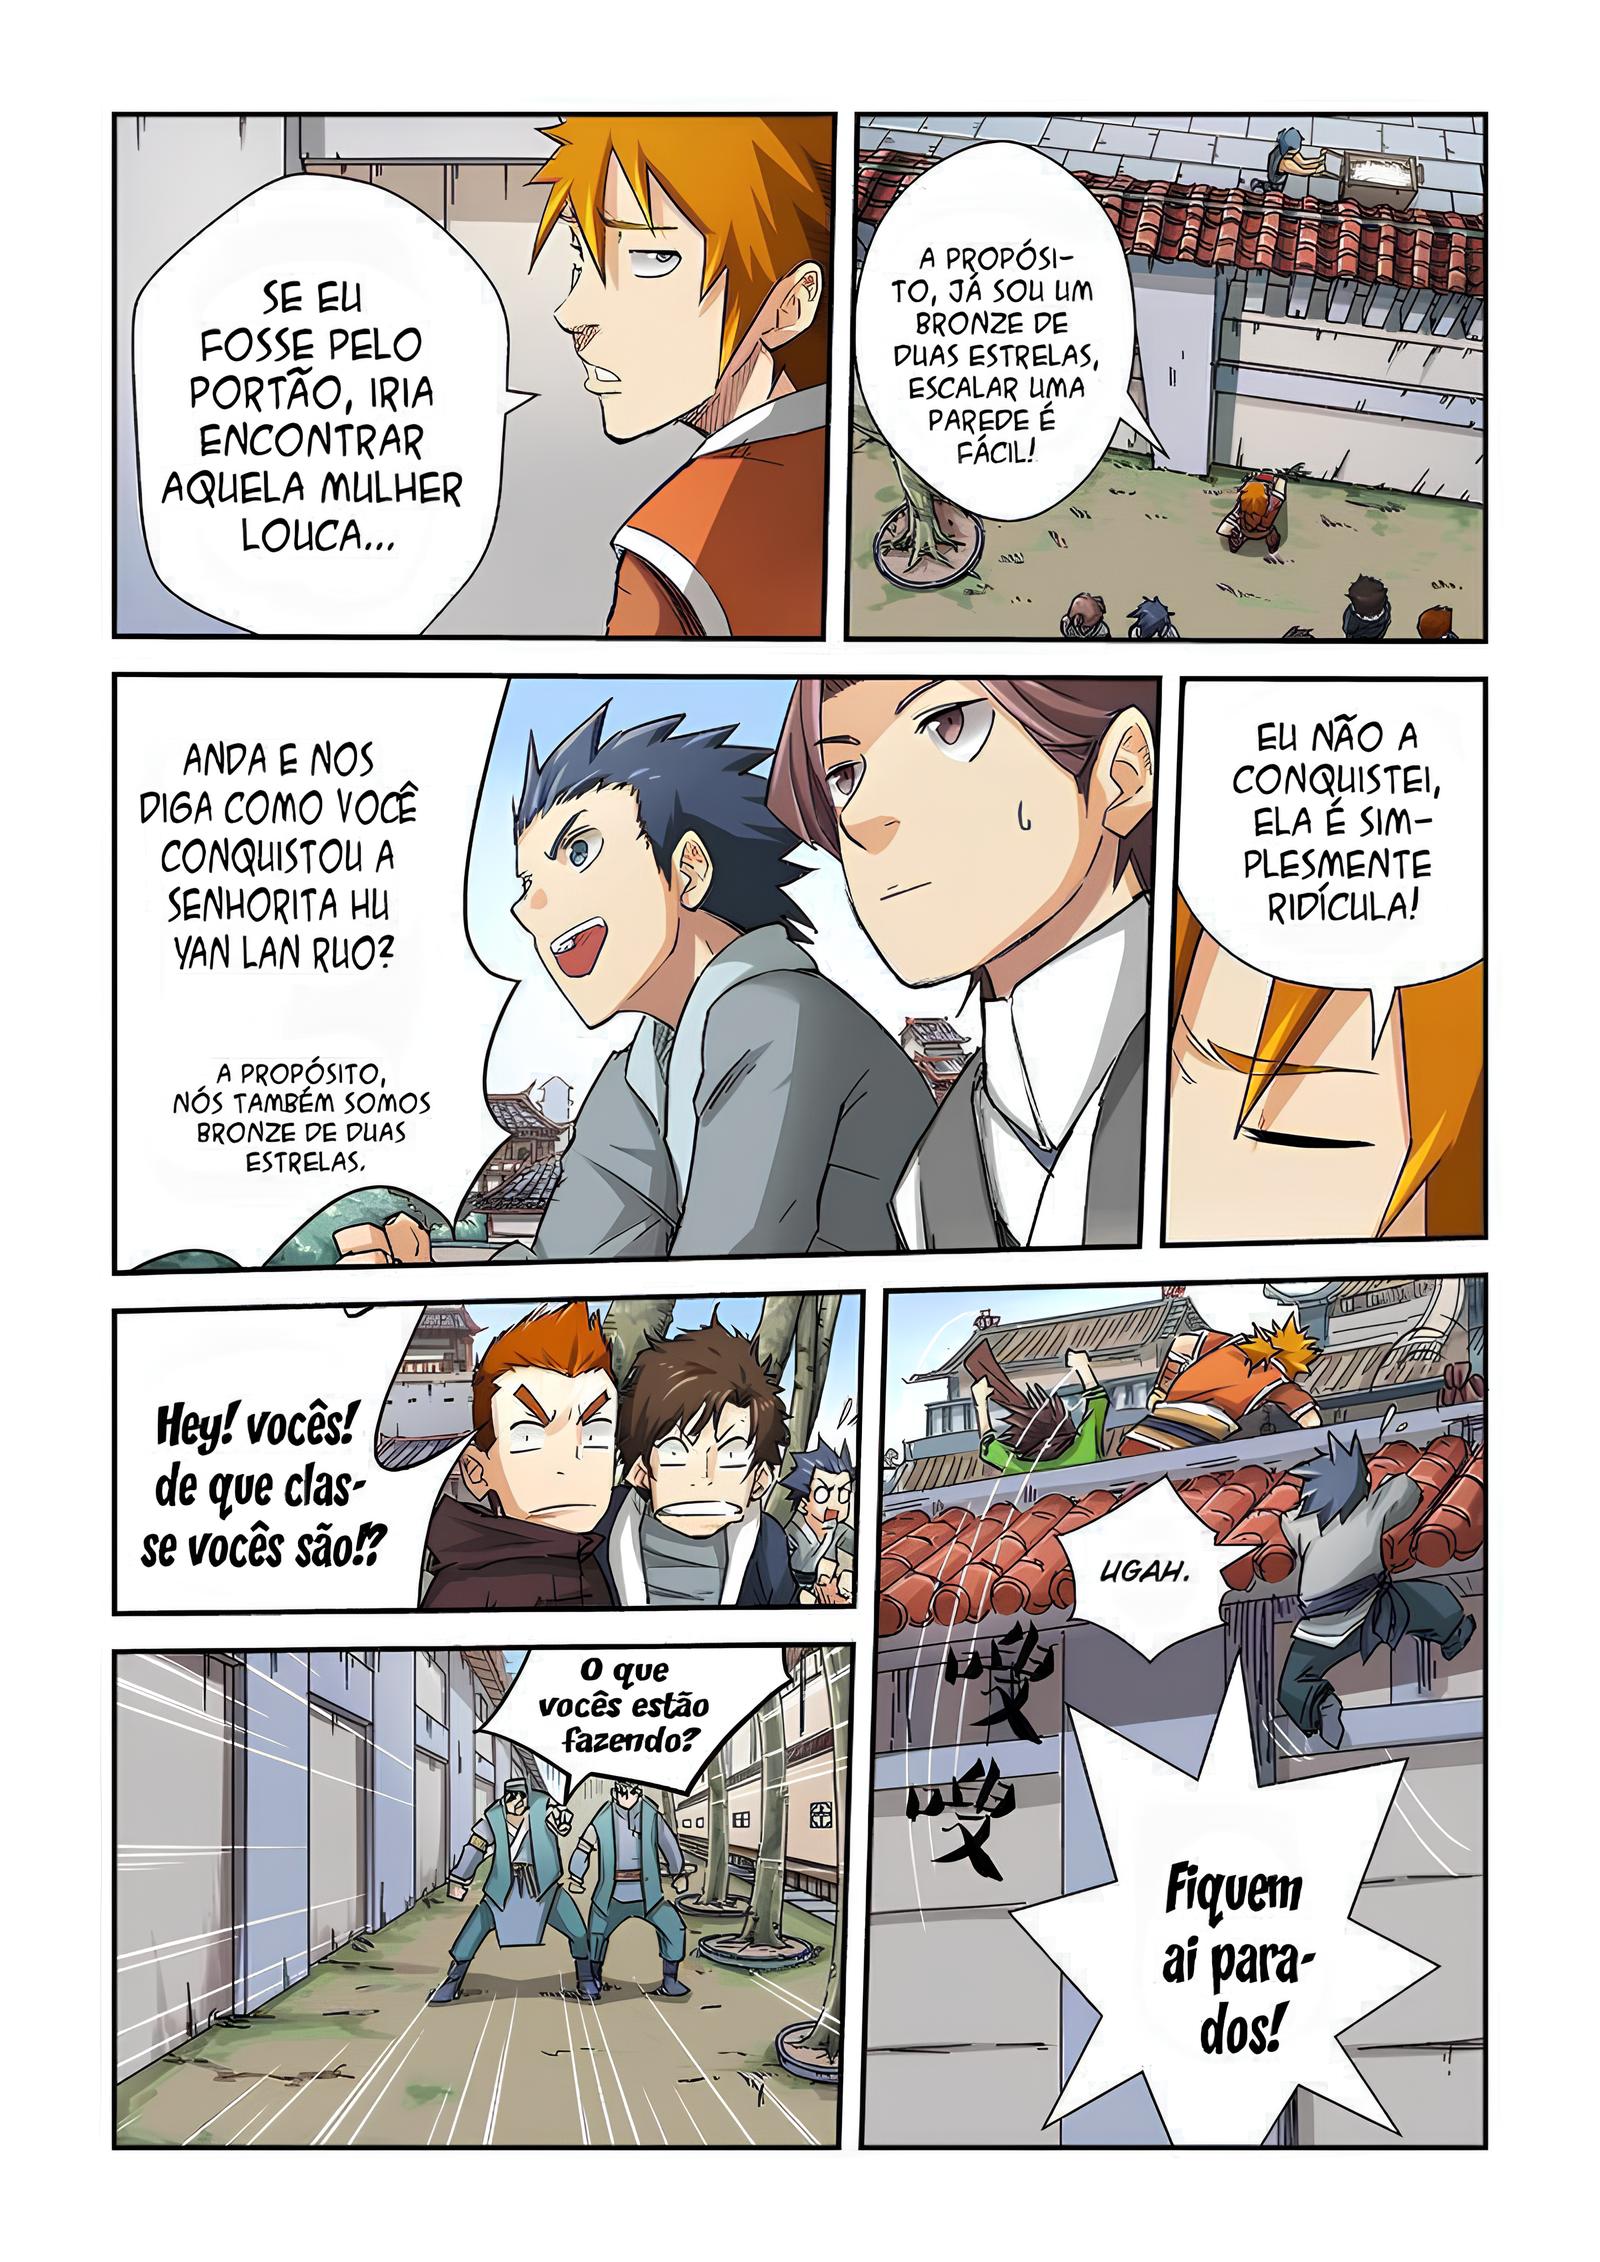 SE EU
FOSSE PELO
PORTÃO, IRIA
ENCONTRAR
AQUELA MULHER
LOUCA...
A PROPÓSI-
TO, JÁ SOU UM
BRONZE DE
DUAS ESTRELAS,
ESCALAR UMA
PAREDE É
FÁCIL!
ANDA E NOS
DIGA COMO VOCÊ
CONQUISTOU A
SENHORITA HU
YAN LAN RUO?
A PROPÓSITO,
NÓS TAMBÉM SOMOS
BRONZE DE DUAS
ESTRELAS.
EU NÃO A
CONQUISTEI,
ELA É SIM-
PLESMENTE
RIDÍCULA!
Hey! vocês!
de que clas-
se vocês são!?
O que
vocês estão
fazendo?
UGAH.
嗖
嗖
Fiquem
ai para-
dos!